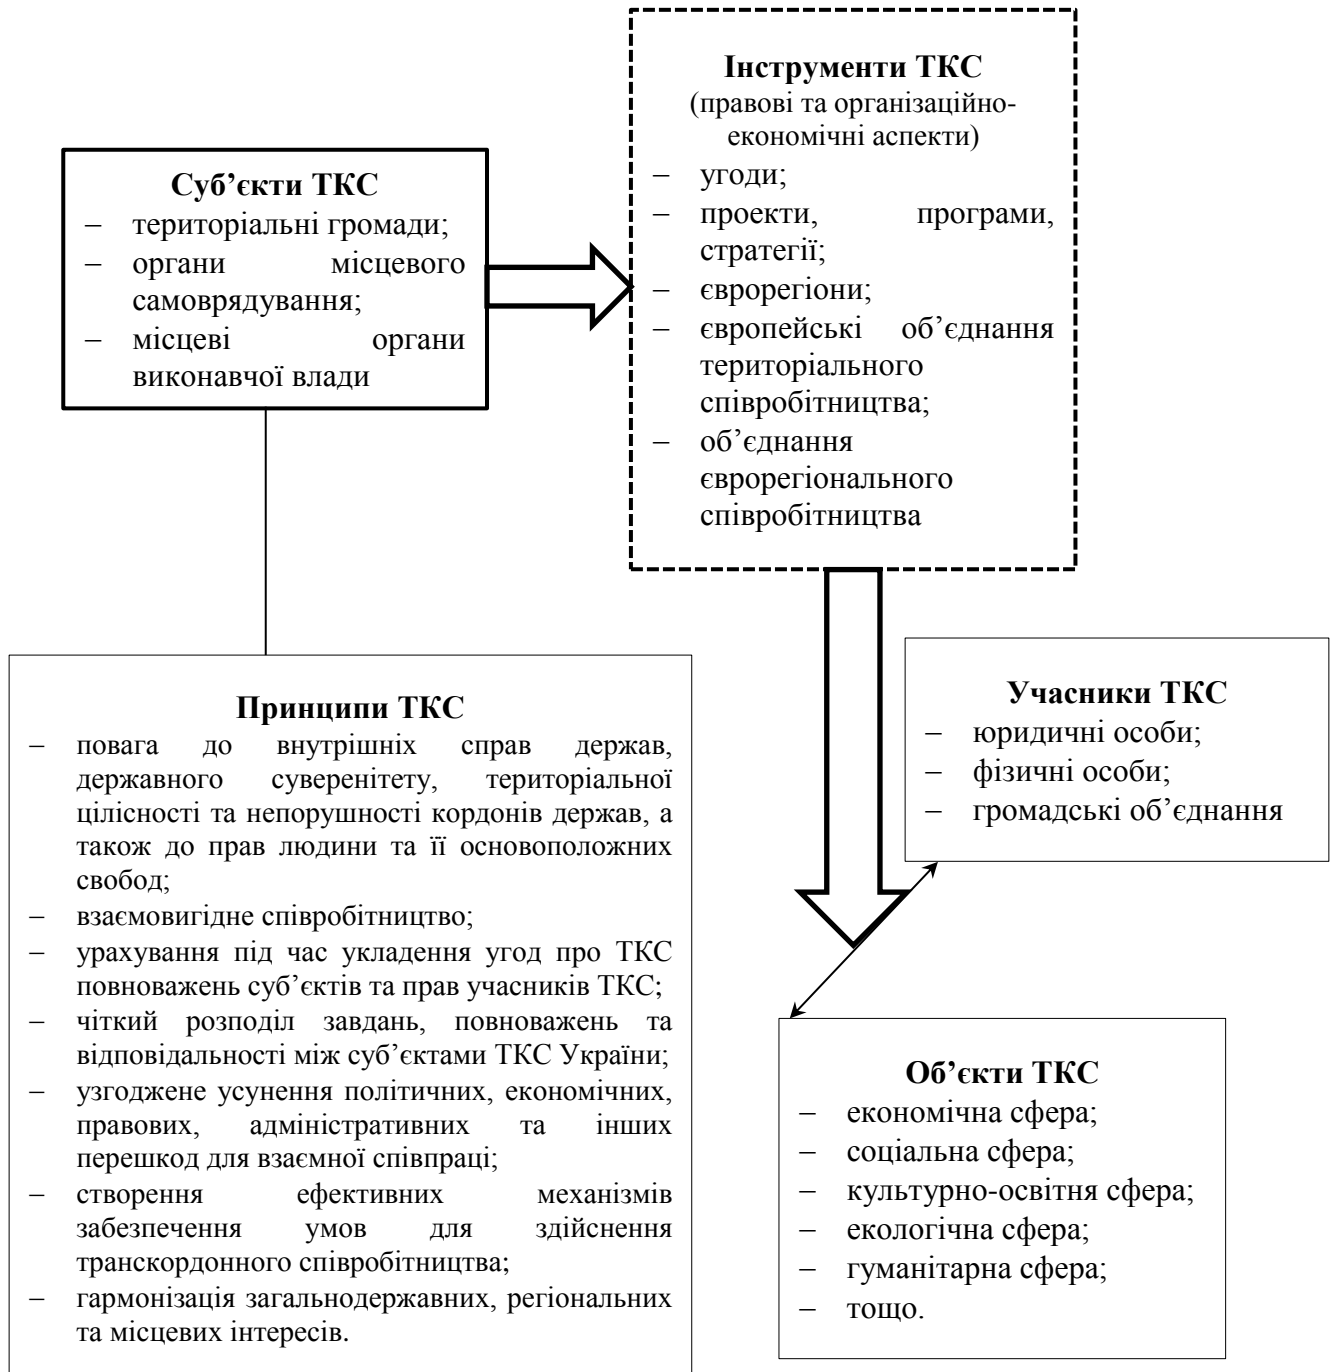 Інструменти ТКС
(правові та організаційно-
економічні аспекти)
– угоди;
– проекти, програми,
стратегії;
– єврорегіони;
– європейські об’єднання
територіального
співробітництва;
– об’єднання
єврорегіонального
співробітництва
Суб’єкти ТКС
– територіальні громади;
– органи місцевого
самоврядування;
– місцеві органи
виконавчої влади
Принципи ТКС
– повага до внутрішніх справ держав,
державного суверенітету, територіальної
цілісності та непорушності кордонів держав, а
також до прав людини та її основоположних
свобод;
– взаємовигідне співробітництво;
– урахування під час укладення угод про ТКС
повноважень суб’єктів та прав учасників ТКС;
– чіткий розподіл завдань, повноважень та
відповідальності між суб’єктами ТКС України;
– узгоджене усунення політичних, економічних,
правових, адміністративних та інших
перешкод для взаємної співпраці;
– створення ефективних механізмів
забезпечення умов для здійснення
транскордонного співробітництва;
– гармонізація загальнодержавних, регіональних
та місцевих інтересів.
Учасники ТКС
– юридичні особи;
– фізичні особи;
– громадські об’єднання
Об’єкти ТКС
– економічна сфера;
– соціальна сфера;
– культурно-освітня сфера;
– екологічна сфера;
– гуманітарна сфера;
– тощо.